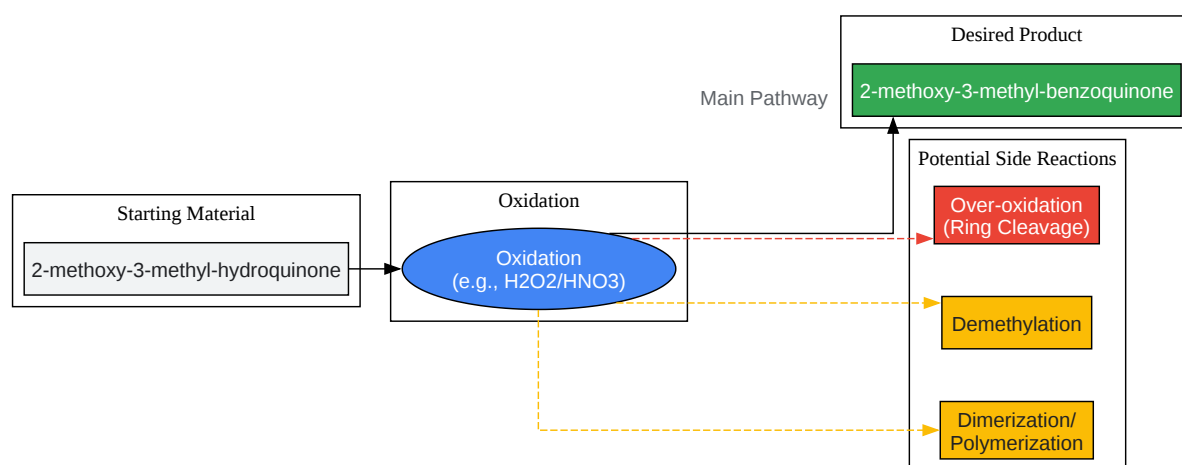 Desired Product
2-methoxy-3-methyl-benzoquinone
Main Pathway
Potential Side Reactions
Over-oxidation
(Ring Cleavage)
Oxidation
Starting Material
Oxidation
(e.g., H2O2/HNO3)
2-methoxy-3-methyl-hydroquinone
Demethylation
Dimerization/
Polymerization